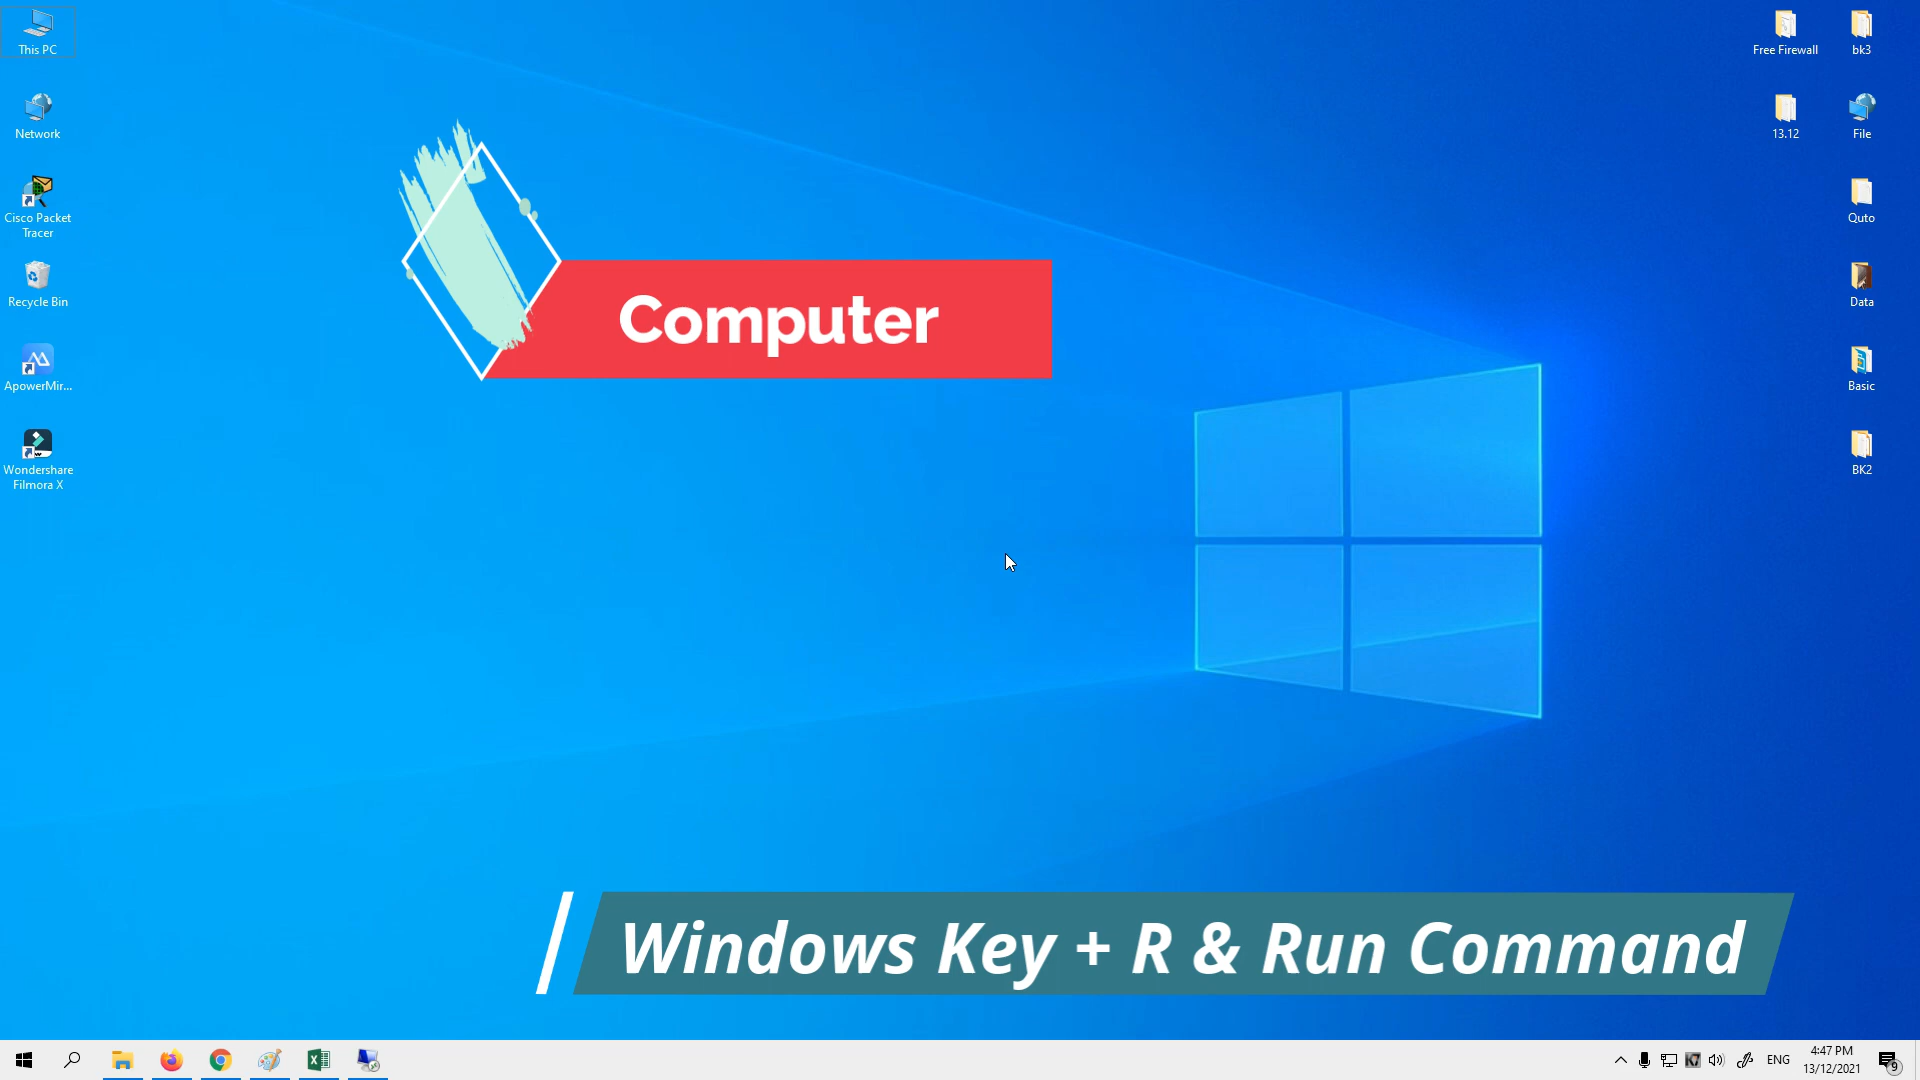 This PC
Network
Cisco Packet
Tracer
Recycle Bin
ApowerMir...
Wondershare
Filmora X
Free Firewall
bk3
13.12
File
Quto
Data
Basic
BK2
Computer
Windows Key + R & Run Command
ENG
4:47 PM
13/12/2021
9